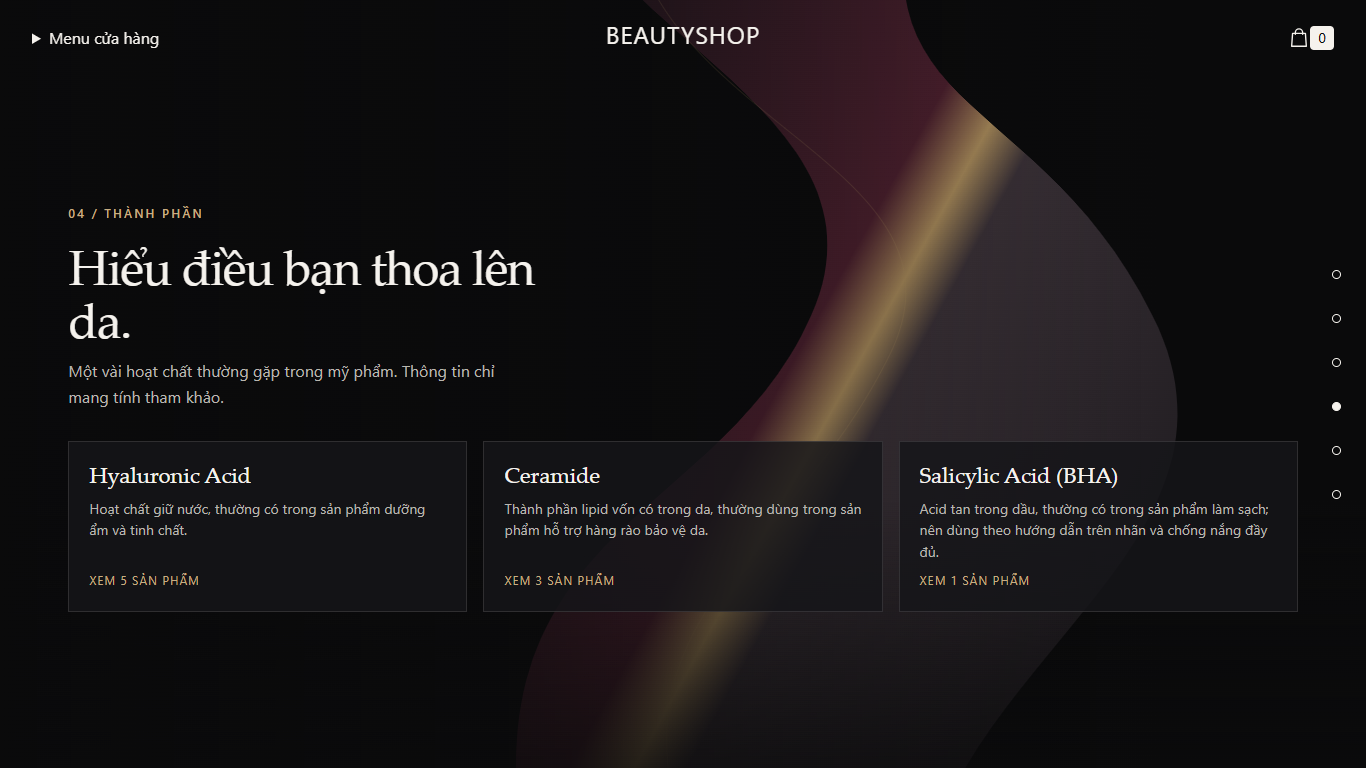 Menu cửa hàng
BEAUTYSHOP
0
04 / THÀNH PHẦN
Hiểu điều bạn thoa lên
da.
Một vài hoạt chất thường gặp trong mỹ phẩm. Thông tin chỉ
mang tính tham khảo.
Hyaluronic Acid
Hoạt chất giữ nước, thường có trong sản phẩm dưỡng
ẩm và tinh chất.
XEM 5 SẢN PHẨM
Ceramide
Thành phần lipid vốn có trong da, thường dùng trong sản
phẩm hỗ trợ hàng rào bảo vệ da.
XEM 3 SẢN PHẨM
Salicylic Acid (BHA)
Acid tan trong dầu, thường có trong sản phẩm làm sạch;
nên dùng theo hướng dẫn trên nhãn và chống nắng đầy
đủ.
XEM 1 SẢN PHẨM